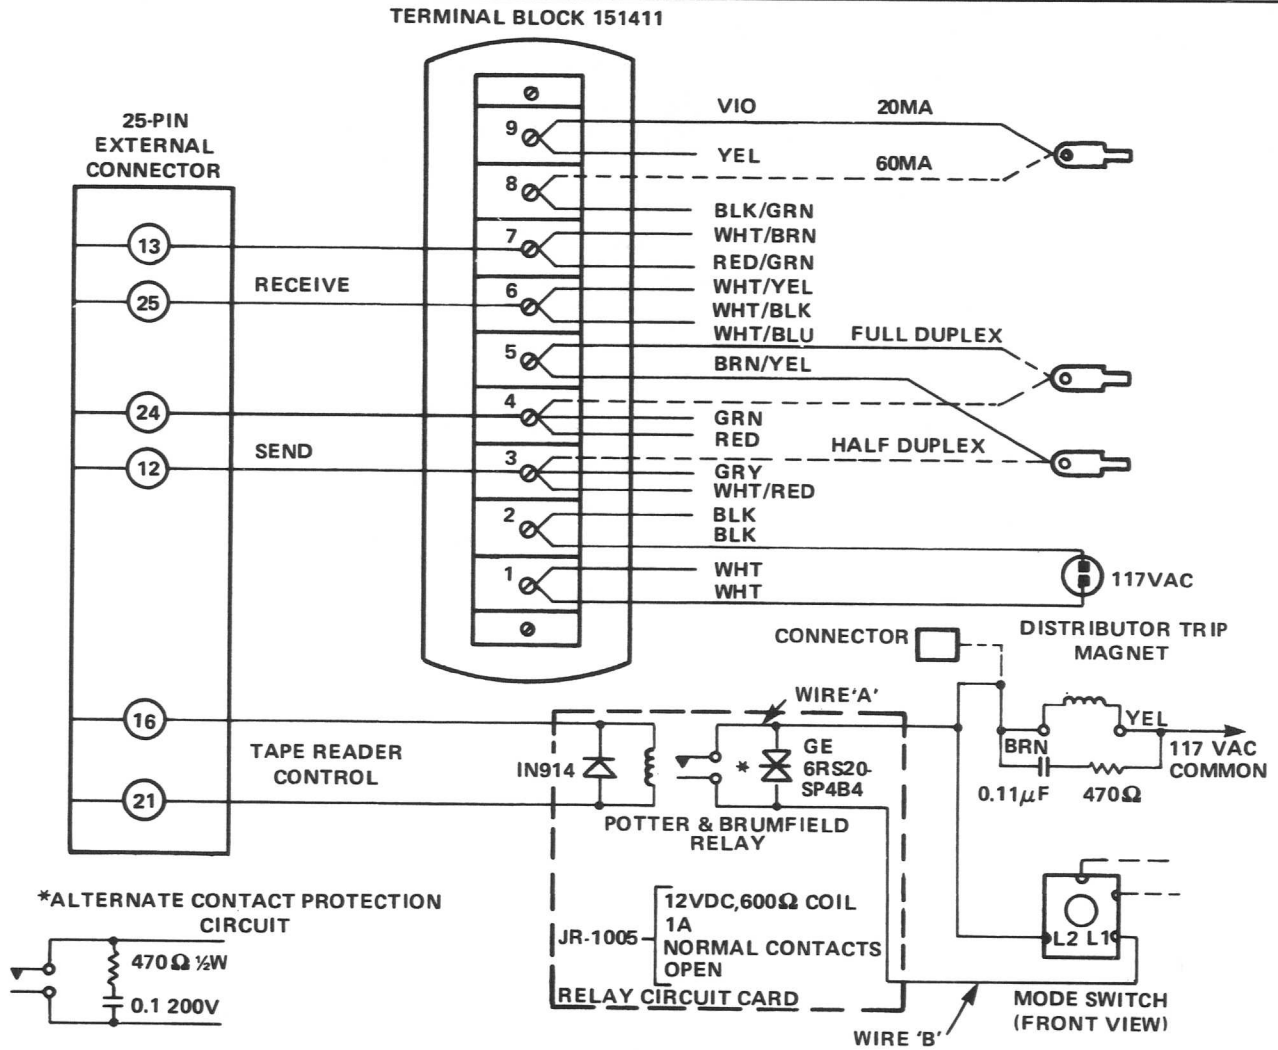 TERMINAL BLOCK 151411
25-PIN
EXTERNAL
CONNECTOR
13
25
24
12
16
21
RECEIVE
SEND
TAPE READER
CONTROL
9
8
7
6
5
4
3
2
1
VIO
20MA
YEL
60MA
BLK/GRN
WHT/BRN
RED/GRN
WHT/YEL
WHT/BLK
WHT/BLU
FULL DUPLEX
BRN/YEL
GRN
RED
HALF DUPLEX
GRY
WHT/RED
BLK
BLK
WHT
WHT
117VAC
CONNECTOR
DISTRIBUTOR TRIP
MAGNET
WIRE 'A'
YEL
BRN
117 VAC
COMMON
0.11μF
470Ω
IN914
*
GE
6RS20-
SP4B4
POTTER & BRUMFIELD
RELAY
JR-1005
12VDC,600Ω COIL
1A
NORMAL CONTACTS
OPEN
RELAY CIRCUIT CARD
L2 L1
MODE SWITCH
(FRONT VIEW)
WIRE 'B'
*ALTERNATE CONTACT PROTECTION
CIRCUIT
470Ω ½W
0.1 200V